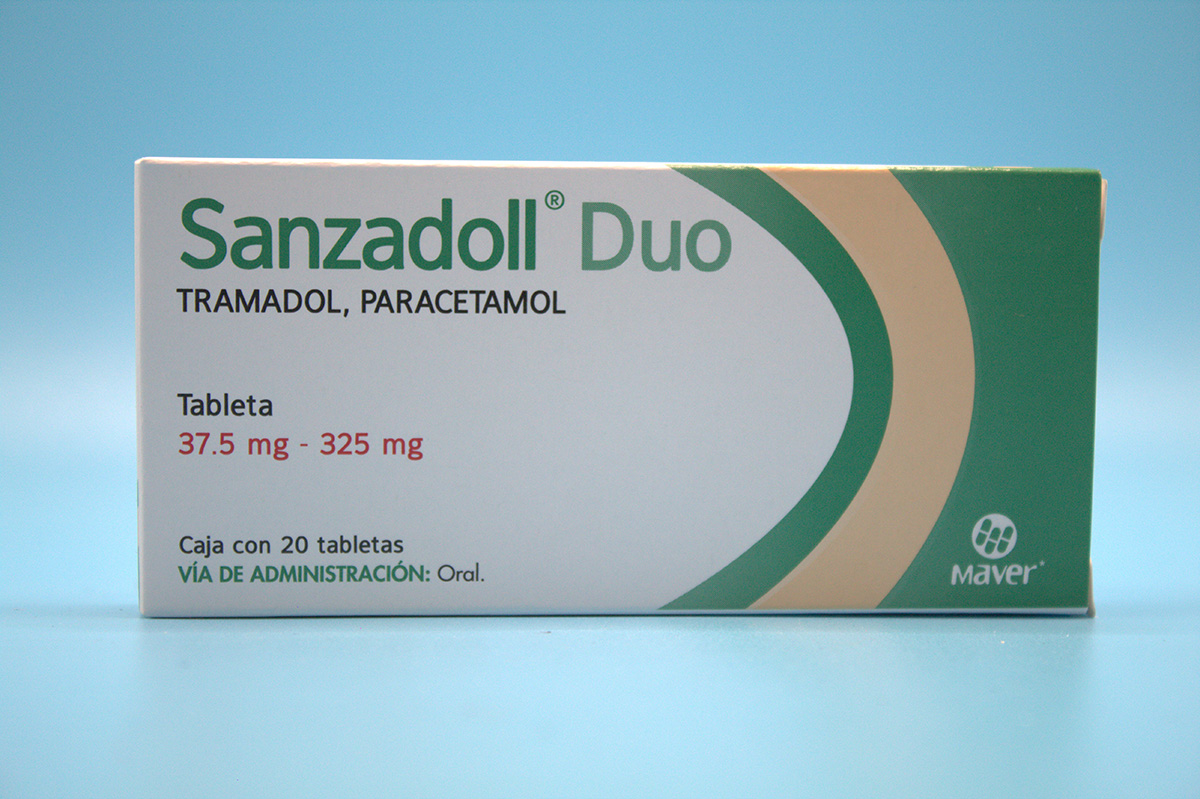 Sanzadoll® Duo
TRAMADOL, PARACETAMOL
Tableta
37.5 mg - 325 mg
Caja con 20 tabletas
VÍA DE ADMINISTRACIÓN: Oral.
Maver